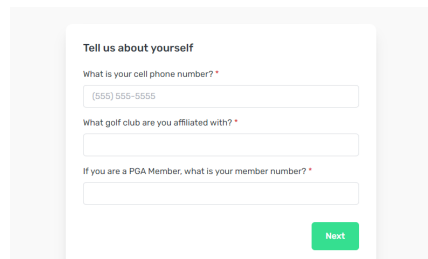 Tell us about yourself
What is your cell phone number? *
(555) 555-5555
What golf club are you affiliated with? *
If you are a PGA Member, what is your member number? *
Next